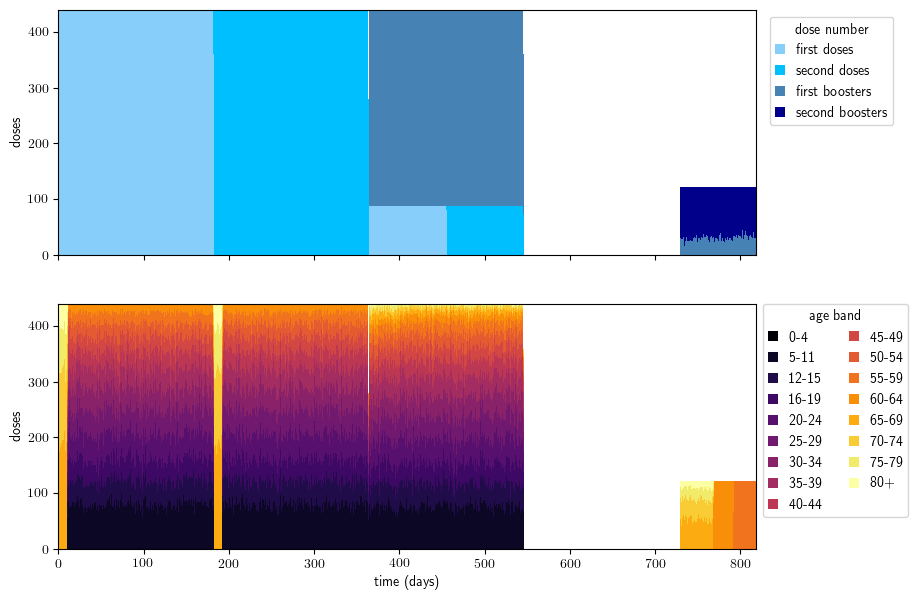 doses
400
300
200
100
0
dose number
first doses
second doses
first boosters
second boosters
doses
400
300
200
100
0
0 100 200 300 400 500 600 700 800
time (days)
age band
0-4 45-49
5-11 50-54
12-15 55-59
16-19 60-64
20-24 65-69
25-29 70-74
30-34 75-79
35-39 80+
40-44